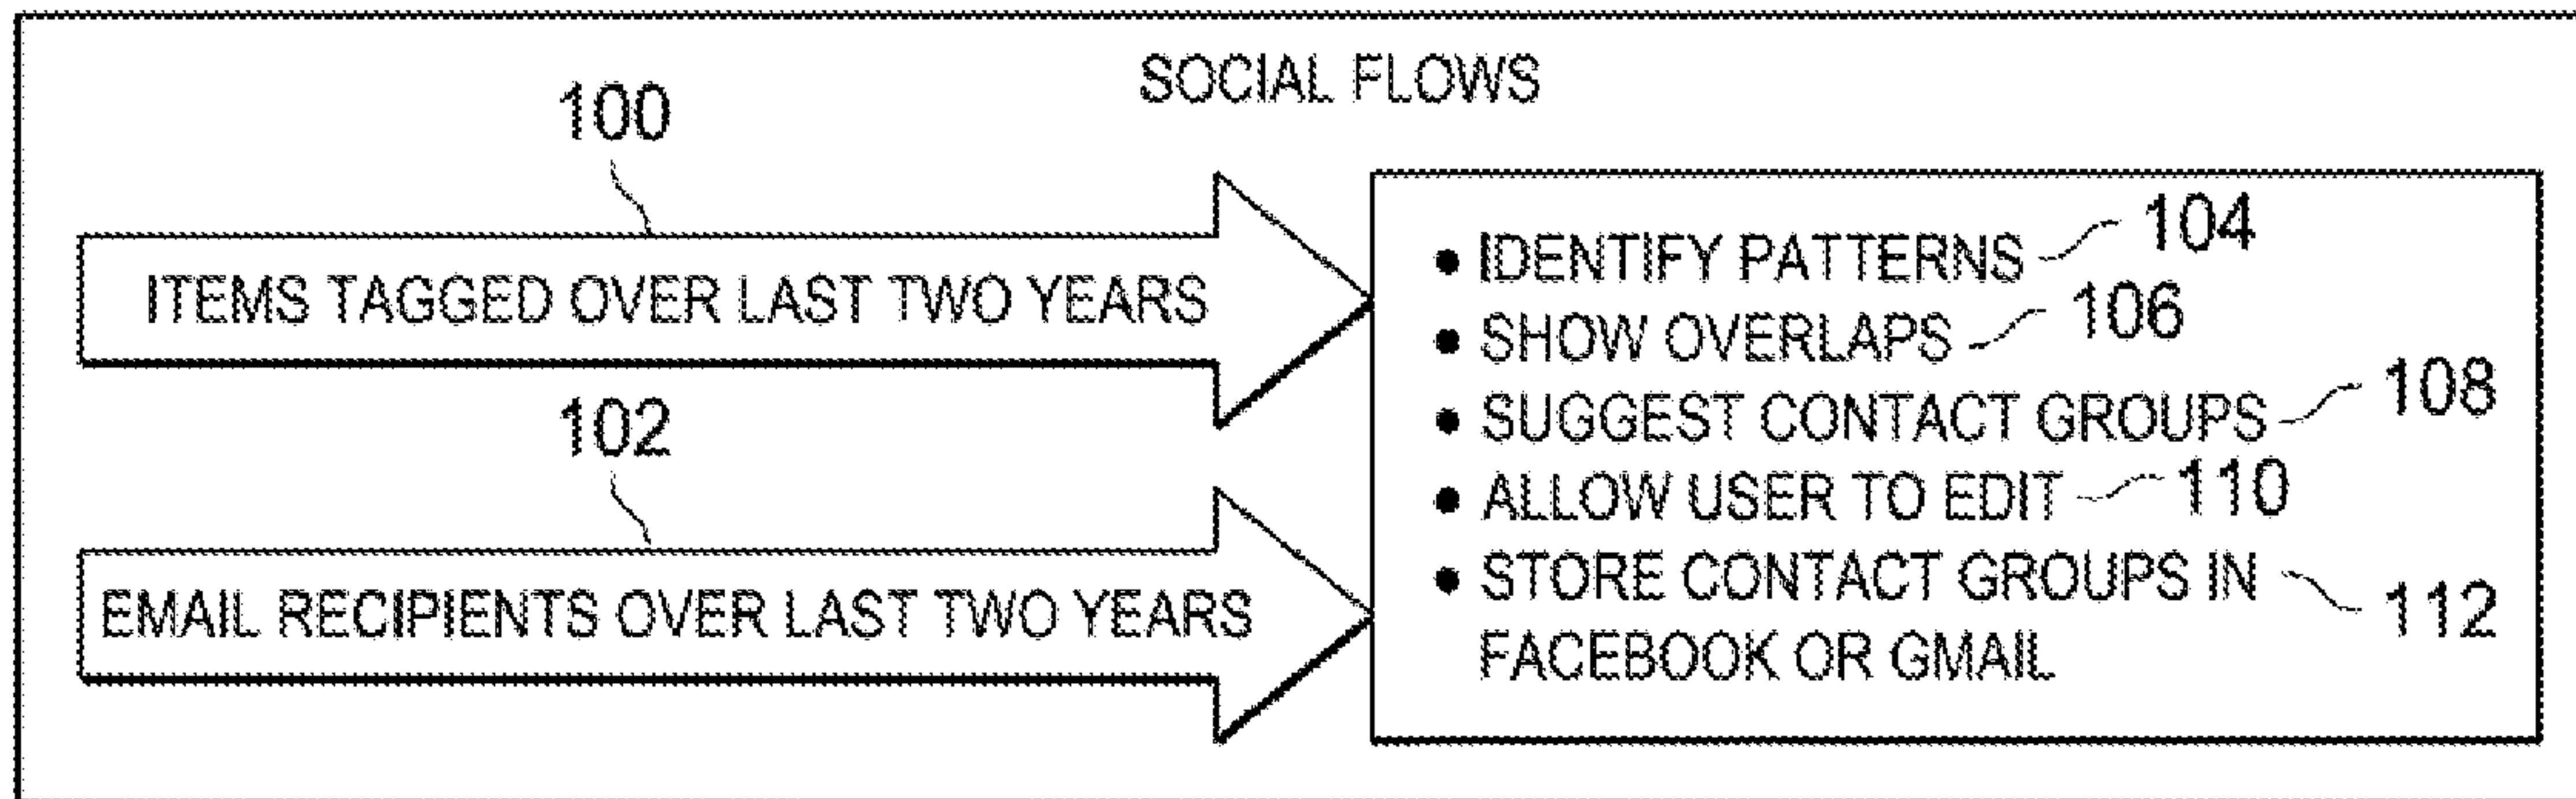 SOCIAL FLOWS
100
ITEMS TAGGED OVER LAST TWO YEARS
102
EMAIL RECIPIENTS OVER LAST TWO YEARS
• IDENTIFY PATTERNS 104
• SHOW OVERLAPS 106
• SUGGEST CONTACT GROUPS 108
• ALLOW USER TO EDIT 110
• STORE CONTACT GROUPS IN 112
FACEBOOK OR GMAIL